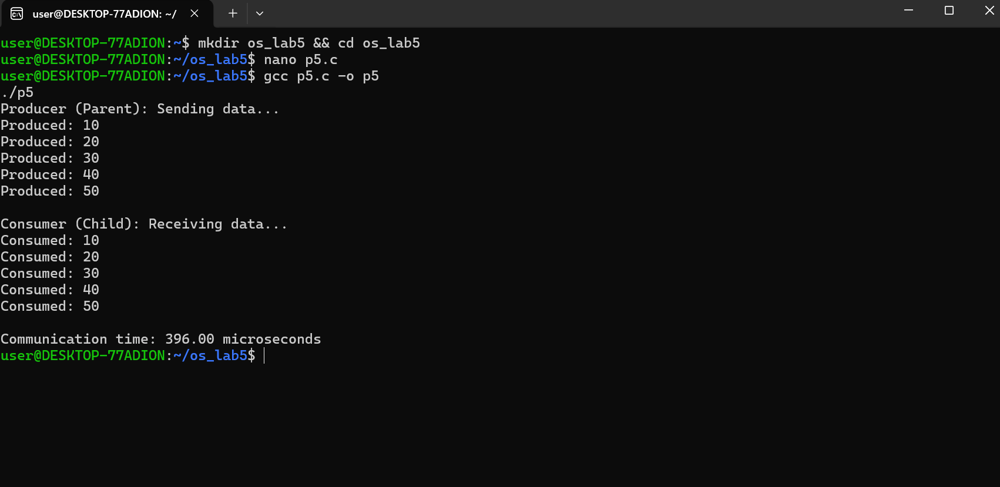 user@DESKTOP-77ADION: ~/
user@DESKTOP-77ADION:~$ mkdir os_lab5 && cd os_lab5
user@DESKTOP-77ADION:~/os_lab5$ nano p5.c
user@DESKTOP-77ADION:~/os_lab5$ gcc p5.c -o p5
./p5
Producer (Parent): Sending data...
Produced: 10
Produced: 20
Produced: 30
Produced: 40
Produced: 50
Consumer (Child): Receiving data...
Consumed: 10
Consumed: 20
Consumed: 30
Consumed: 40
Consumed: 50
Communication time: 396.00 microseconds
user@DESKTOP-77ADION:~/os_lab5$